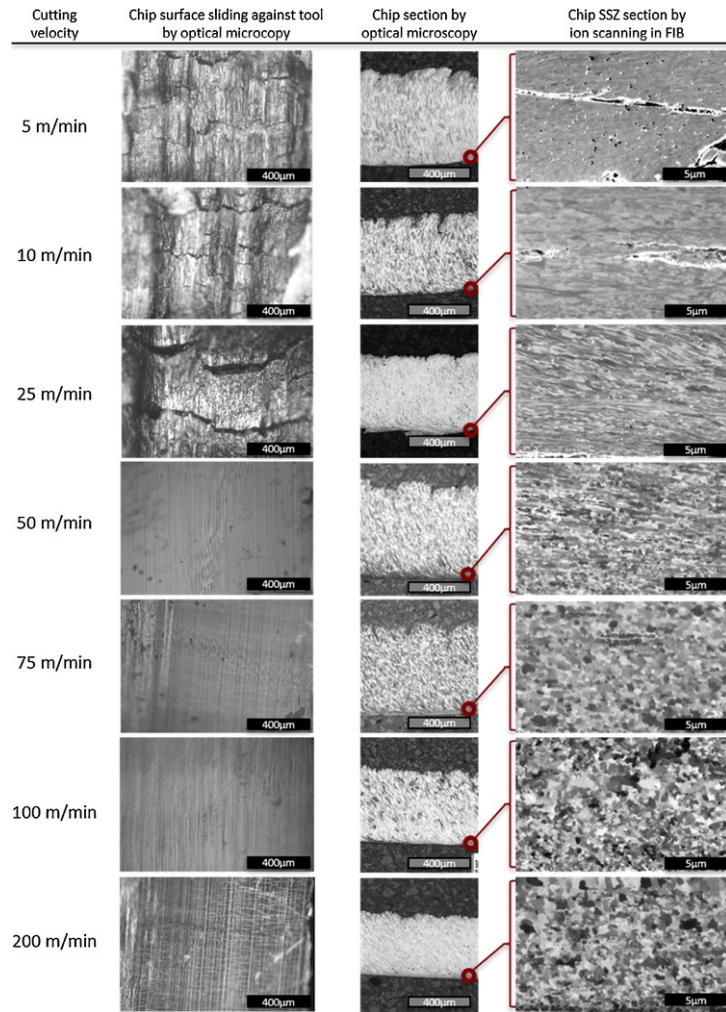 Cutting velocity
Chip surface sliding against tool by optical microcopy
Chip section by optical microscopy
Chip SSZ section by ion scanning in FIB
5 m/min
400μm
400μm
5μm
10 m/min
400μm
400μm
5μm
25 m/min
400μm
400μm
5μm
50 m/min
400μm
400μm
5μm
75 m/min
400μm
400μm
5μm
100 m/min
400μm
400μm
5μm
200 m/min
400μm
400μm
5μm